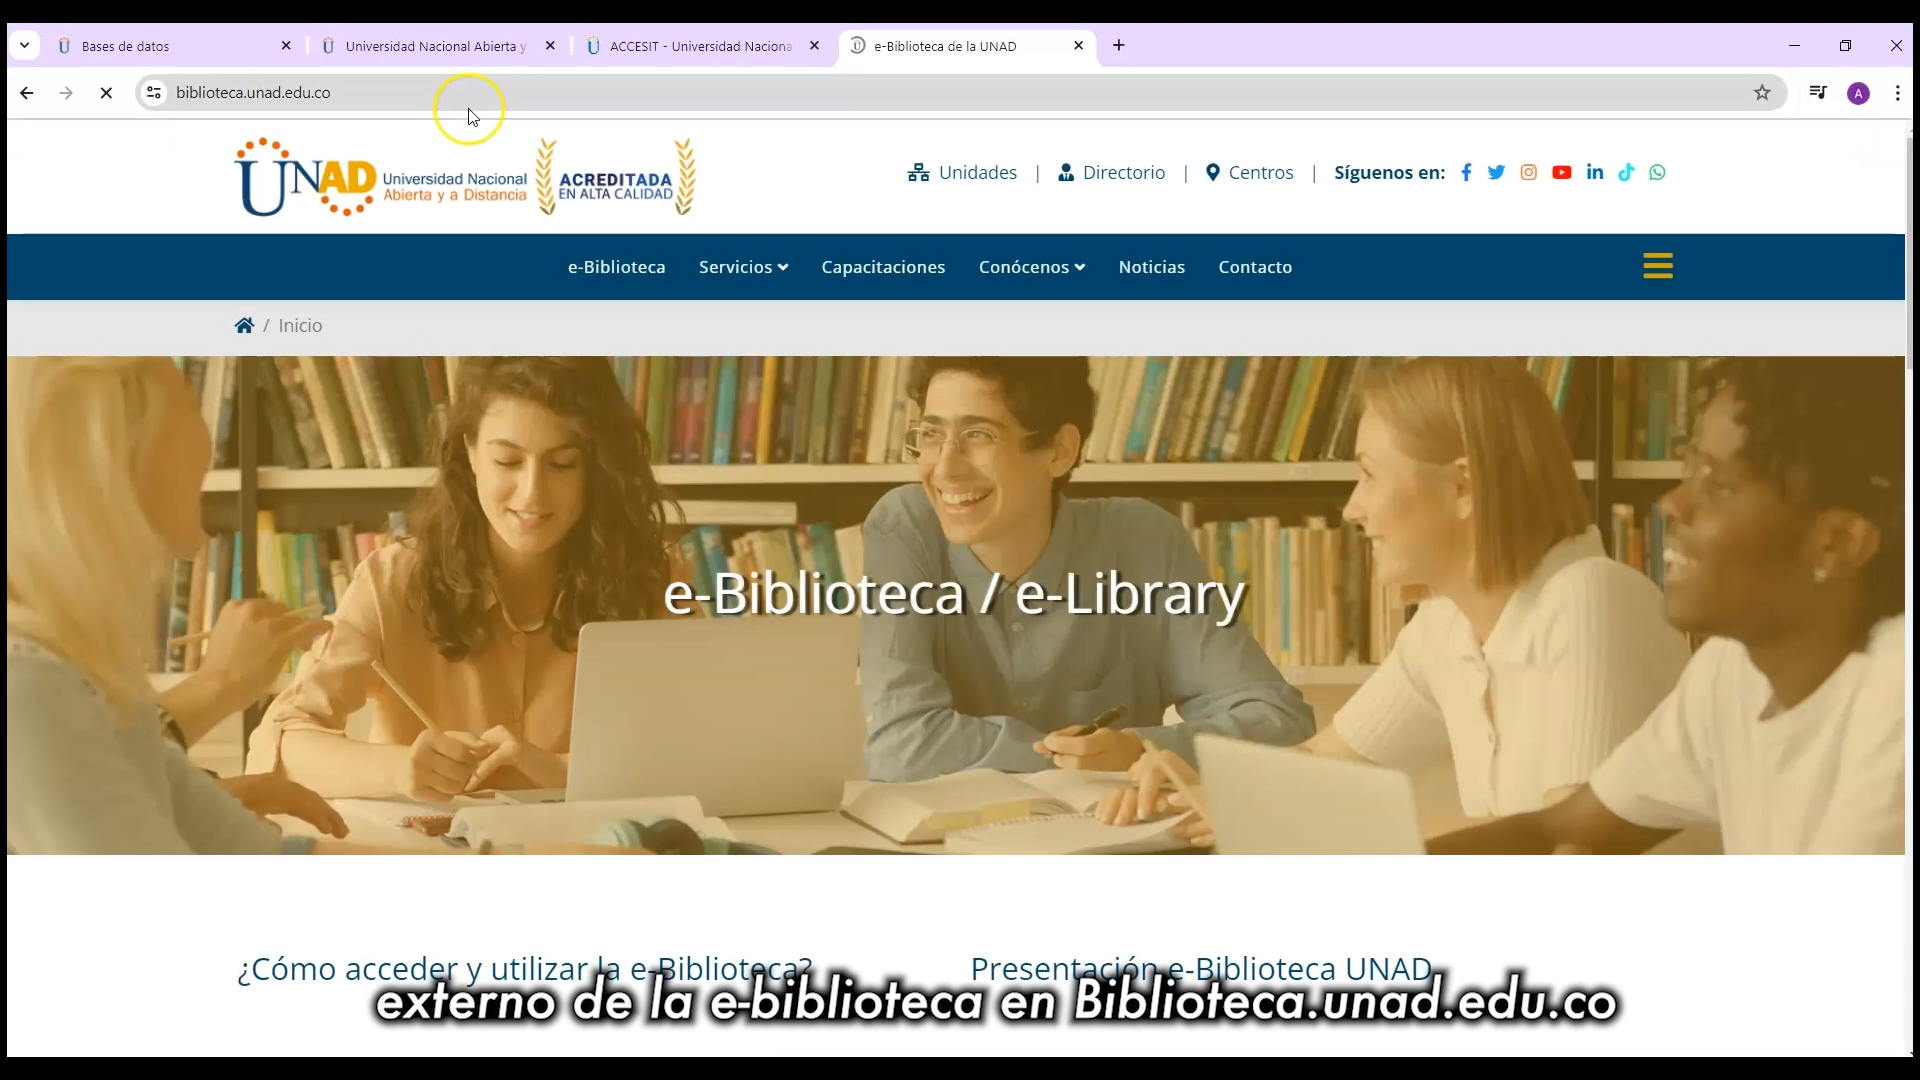 Bases de datos
Universidad Nacional Abierta y
ACCESIT - Universidad Naciona
e-Biblioteca de la UNAD
biblioteca.unad.edu.co
UNAD
Universidad Nacional
Abierta y a Distancia
ACREDITADA
EN ALTA CALIDAD
Unidades | Directorio | Centros | Síguenos en:
e-Biblioteca Servicios Capacitaciones Conócenos Noticias Contacto
/ Inicio
e-Biblioteca / e-Library
¿Cómo acceder y utilizar la e-Biblioteca?
Presentación e-Biblioteca UNAD
externo de la e-biblioteca en Biblioteca.unad.edu.co
A